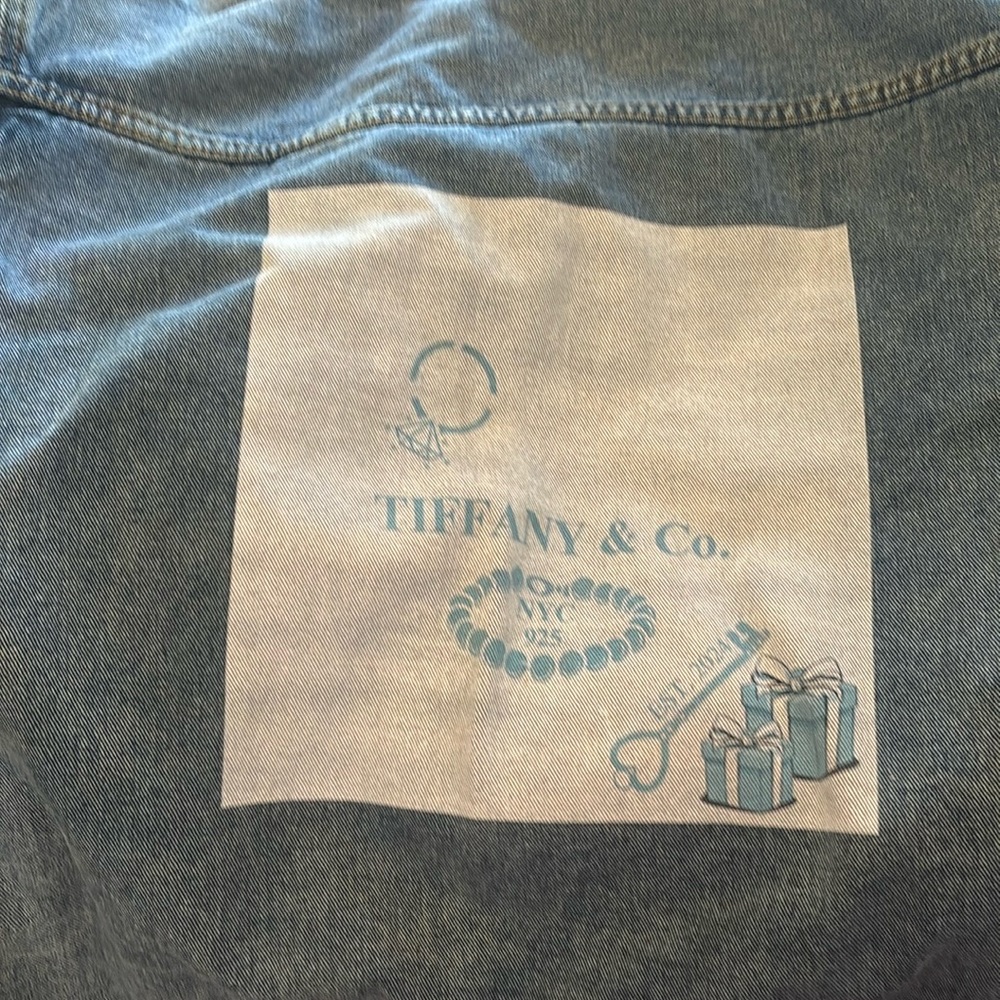 TIFFANY & Co.
NYC
925
EST. 2024